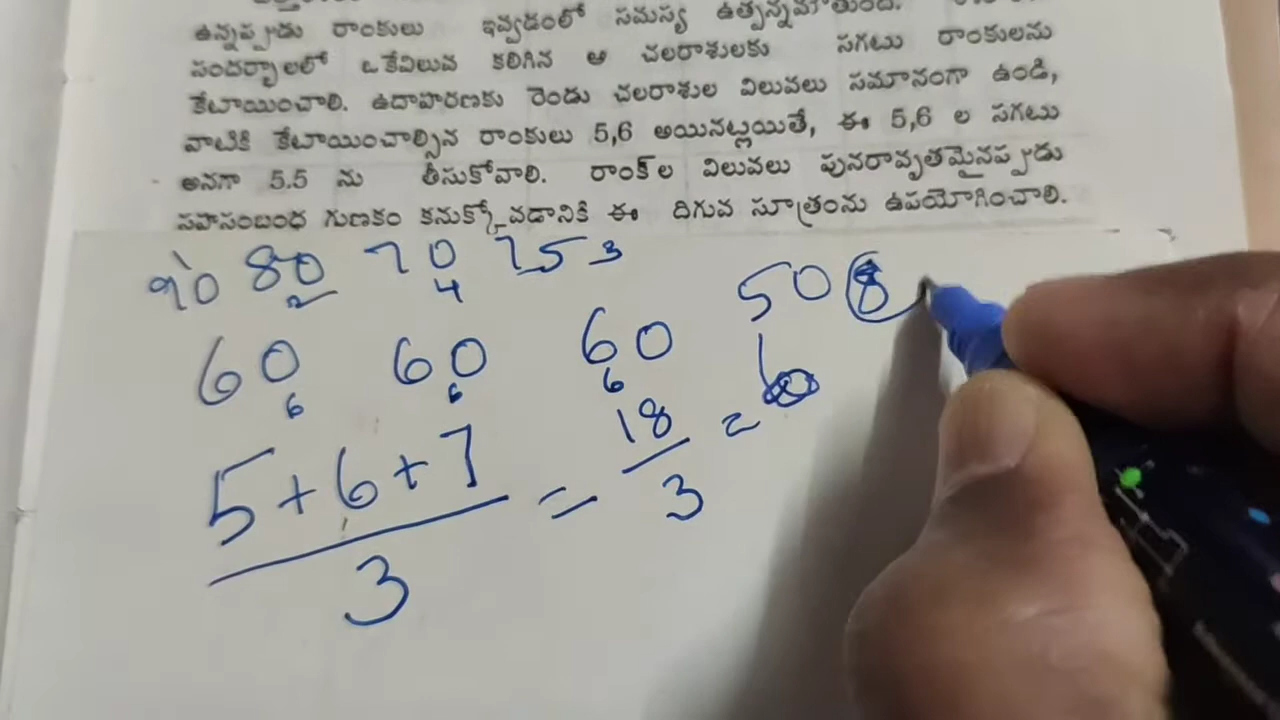 ఉన్నప్పుడు రాంకులు ఇవ్వడంలో సమస్య ఉత్పన్నమౌతుంది.
సందర్భాలలో ఒకేవిలువ కలిగిన ఆ చలరాశులకు సగటు రాంకులను
కేటాయించాలి. ఉదాహరణకు రెండు చలరాశుల విలువలు సమానంగా ఉండి,
వాటికి కేటాయించాల్సిన రాంకులు 5,6 అయినట్లయితే, ఈ 5,6 ల సగటు
అనగా 5.5 ను తీసుకోవాలి. రాంక్‌ల విలువలు పునరావృతమైనప్పుడు
సహసంబంధ గుణకం కనుక్కోవడానికి ఈ దిగువ సూత్రంను ఉపయోగించాలి.
90 80 70 75 3
2 4
60 60 60 50 8
6 6 6
5+6+7 = 18 = 6
3 3